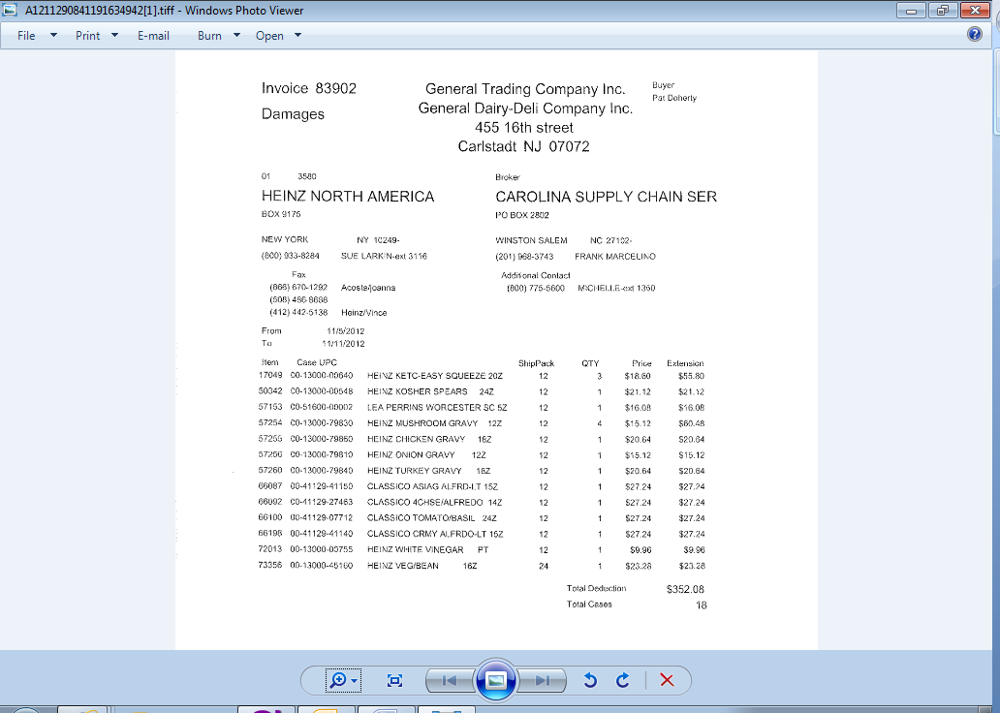 A1211290841191634942[1].tiff - Windows Photo Viewer
File Print E-mail Burn Open
Invoice 83902
Damages
General Trading Company Inc.
General Dairy-Deli Company Inc.
455 16th street
Carlstadt NJ 07072
Buyer
Pat Doherty
01 3580
HEINZ NORTH AMERICA
BOX 9175
NEW YORK NY 10249-
(800) 933-8284 SUE LARKIN-ext 3116
Fax
(866) 670-1292 Acosta/joanna
(508) 486-8688
(412) 442-5138 Heinz/Vince
Broker
CAROLINA SUPPLY CHAIN SER
PO BOX 2802
WINSTON SALEM NC 27102-
(201) 968-3743 FRANK MARCELINO
Additional Contact
(800) 775-5600 MICHELLE-ext 1350
From 11/5/2012
To 11/11/2012
Item Case UPC ShipPack QTY Price Extension
17049 00-13000-00640 HEINZ KETC-EASY SQUEEZE 20Z 12 3 $18.60 $55.80
50342 00-13000-00548 HEINZ KOSHER SPEARS 24Z 12 1 $21.12 $21.12
57153 00-51600-00002 LEA PERRINS WORCESTER SC 5Z 12 1 $16.08 $16.08
57254 00-13000-79830 HEINZ MUSHROOM GRAVY 12Z 12 4 $15.12 $60.48
57255 00-13000-79860 HEINZ CHICKEN GRAVY 18Z 12 1 $20.64 $20.64
57256 00-13000-79810 HEINZ ONION GRAVY 12Z 12 1 $15.12 $15.12
57260 00-13000-79840 HEINZ TURKEY GRAVY 18Z 12 1 $20.64 $20.64
66087 00-41129-41150 CLASSICO ASIAG ALFRD-LT 15Z 12 1 $27.24 $27.24
66092 00-41129-27463 CLASSICO 4CHSE/ALFREDO 14Z 12 1 $27.24 $27.24
66100 00-41129-07712 CLASSICO TOMATO/BASIL 24Z 12 1 $27.24 $27.24
66198 00-41129-41140 CLASSICO CRMY ALFRDO-LT 15Z 12 1 $27.24 $27.24
72013 00-13000-00755 HEINZ WHITE VINEGAR PT 12 1 $9.96 $9.96
73356 00-13000-45160 HEINZ VEG/BEAN 16Z 24 1 $23.28 $23.28
Total Deduction $352.08
Total Cases 18